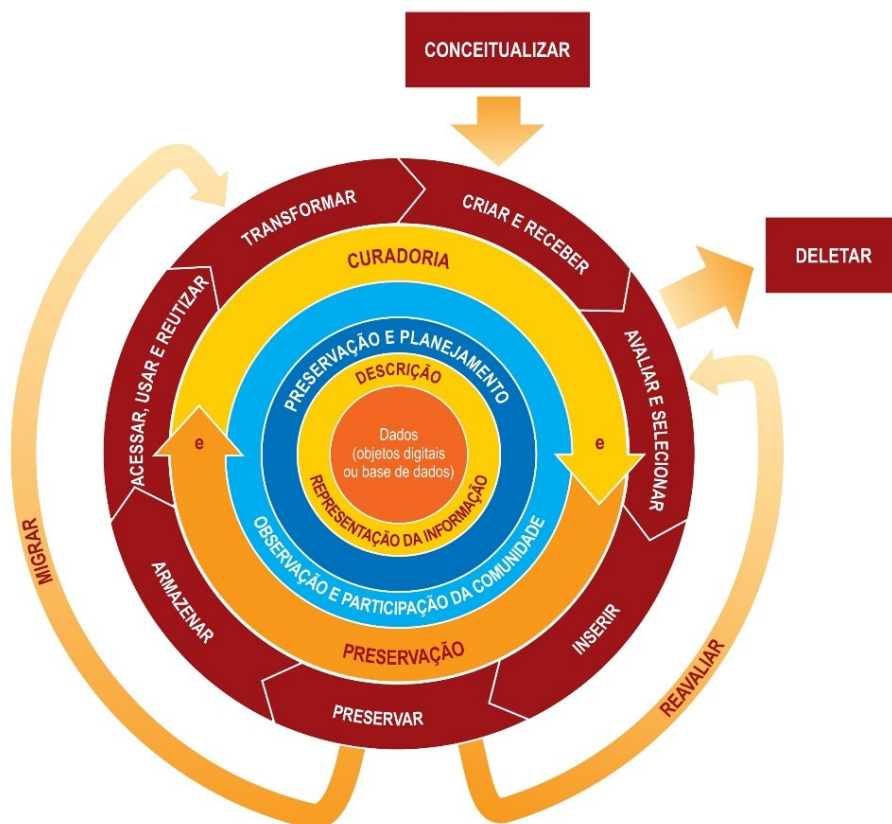 CONCEITUALIZAR
DELETAR
TRANSFORMAR
CRIAR E RECEBER
AVALIAR E SELECIONAR
INSERIR
PRESERVAR
ARMAZENAR
ACESSAR, USAR E REUTIZAR
MIGRAR
REAVALIAR
CURADORIA
e
PRESERVAÇÃO
e
OBSERVAÇÃO E PARTICIPAÇÃO DA COMUNIDADE
PRESERVAÇÃO E PLANEJAMENTO
DESCRIÇÃO
REPRESENTAÇÃO DA INFORMAÇÃO
Dados
(objetos digitais
ou base de dados)